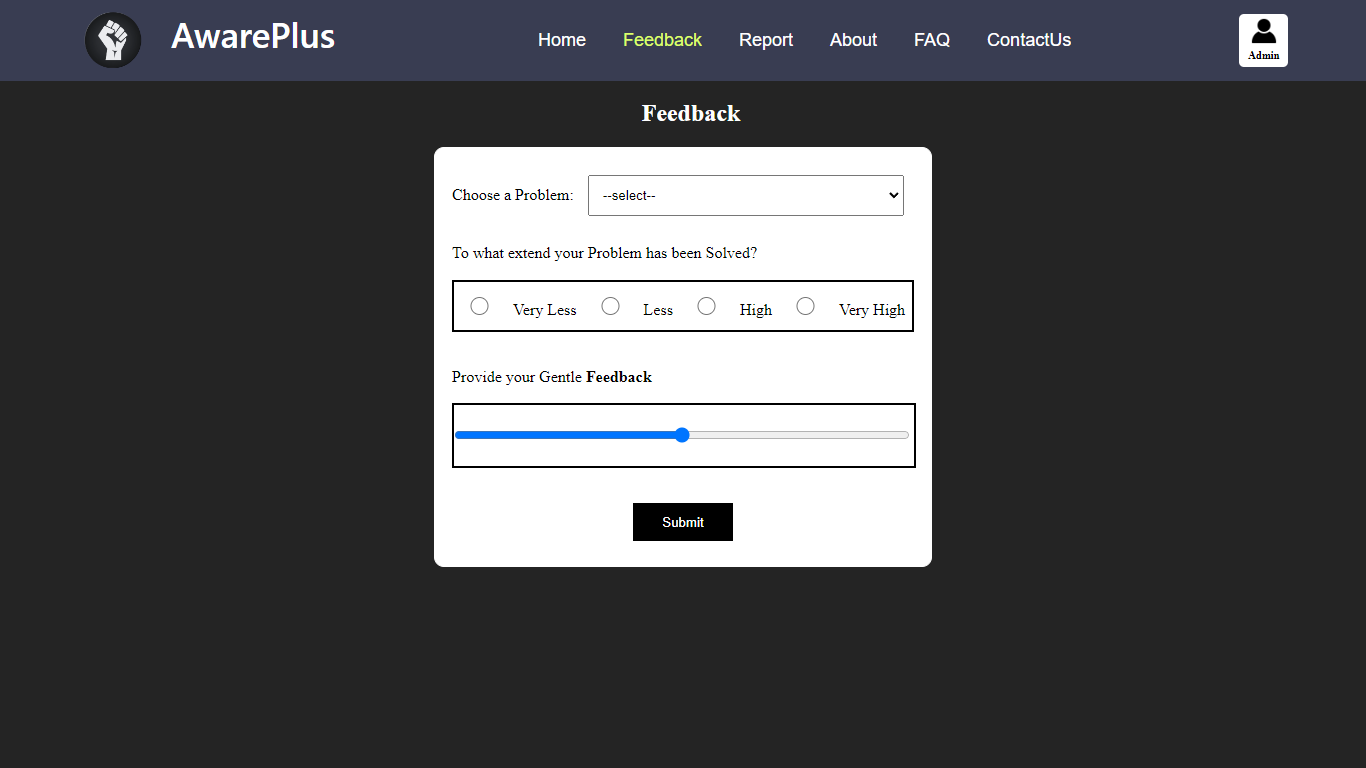 AwarePlus
Home Feedback Report About FAQ ContactUs
Admin
Feedback
Choose a Problem: --select--
To what extend your Problem has been Solved?
Very Less Less High Very High
Provide your Gentle Feedback
Submit